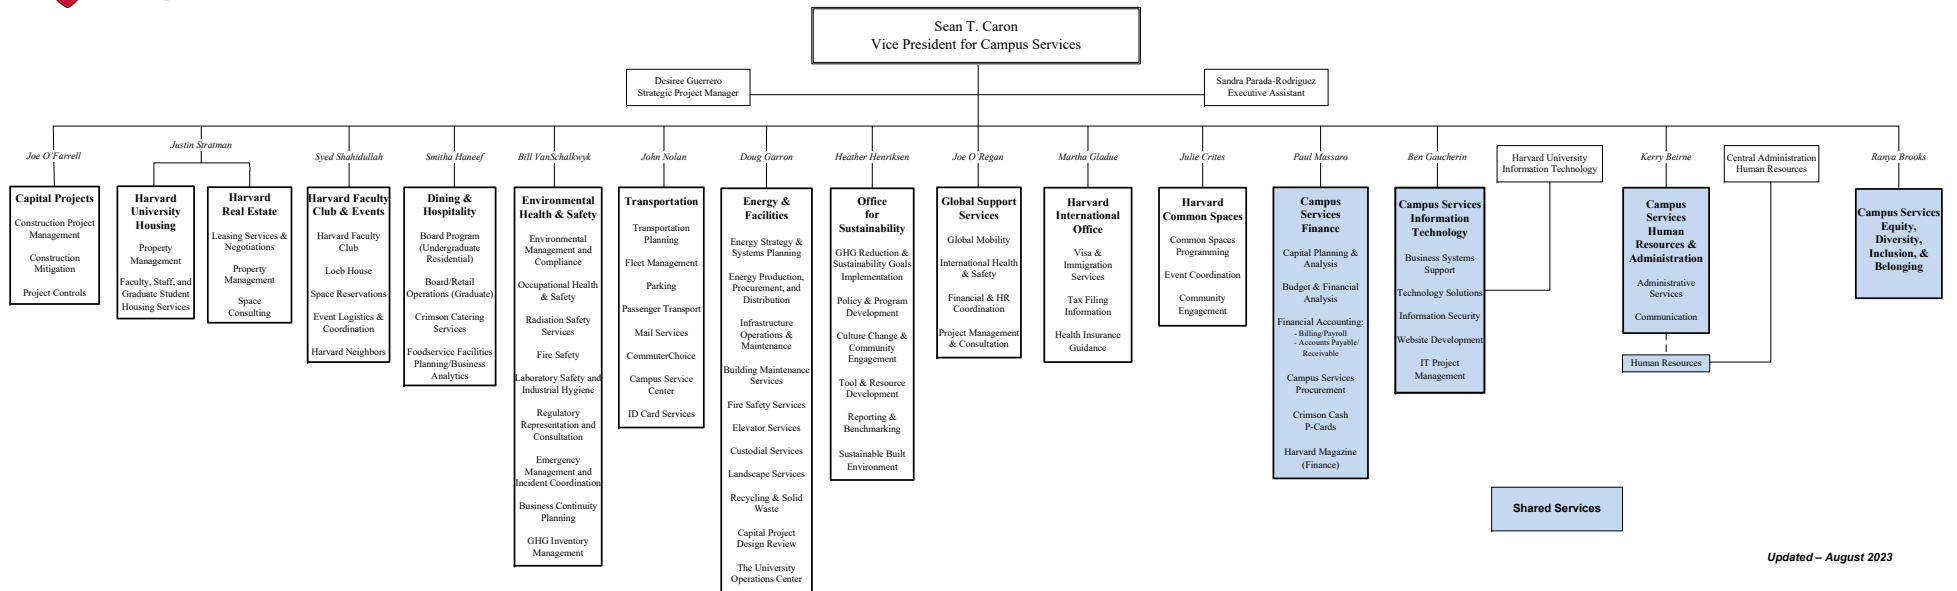 Sean T. Caron
Vice President for Campus Services
Desiree Guerrero
Strategic Project Manager
Sandra Parada-Rodriguez
Executive Assistant
Joe O'Farrell
Capital Projects
Construction Project
Management
Construction
Mitigation
Project Controls
Justin Stratman
Harvard
University
Housing
Property
Management
Faculty, Staff, and
Graduate Student
Housing Services
Harvard
Real Estate
Leasing Services &
Negotiations
Property
Management
Space
Consulting
Syed Shahidullah
Harvard Faculty
Club & Events
Harvard Faculty
Club
Loeb House
Space Reservations
Event Logistics &
Coordination
Harvard Neighbors
Smitha Haneef
Dining &
Hospitality
Board Program
(Undergraduate
Residential)
Board/Retail
Operations (Graduate)
Crimson Catering
Services
Foodservice Facilities
Planning/Business
Analytics
Bill VanSchalkwyk
Environmental
Health & Safety
Environmental
Management and
Compliance
Occupational Health
& Safety
Radiation Safety
Services
Fire Safety
Laboratory Safety and
Industrial Hygiene
Regulatory
Representation and
Consultation
Emergency
Management and
Incident Coordination
Business Continuity
Planning
GHG Inventory
Management
John Nolan
Transportation
Transportation
Planning
Fleet Management
Parking
Passenger Transport
Mail Services
CommuterChoice
Campus Service
Center
ID Card Services
Doug Garron
Energy &
Facilities
Energy Strategy &
Systems Planning
Energy Production,
Procurement, and
Distribution
Infrastructure
Operations &
Maintenance
Building Maintenance
Services
Fire Safety Services
Elevator Services
Custodial Services
Landscape Services
Recycling & Solid
Waste
Capital Project
Design Review
The University
Operations Center
Heather Henriksen
Office
for
Sustainability
GHG Reduction &
Sustainability Goals
Implementation
Policy & Program
Development
Culture Change &
Community
Engagement
Tool & Resource
Development
Reporting &
Benchmarking
Sustainable Built
Environment
Joe O'Regan
Global Support
Services
Global Mobility
International Health
& Safety
Financial & HR
Coordination
Project Management
& Consultation
Martha Gladue
Harvard
International
Office
Visa &
Immigration
Services
Tax Filing
Information
Health Insurance
Guidance
Julie Crites
Harvard
Common Spaces
Common Spaces
Programming
Event Coordination
Community
Engagement
Paul Massaro
Campus
Services
Finance
Capital Planning &
Analysis
Budget & Financial
Analysis
Financial Accounting:
- Billing/Payroll
- Accounts Payable/
Receivable
Campus Services
Procurement
Crimson Cash
P-Cards
Harvard Magazine
(Finance)
Ben Gaucherin
Campus Services
Information
Technology
Business Systems
Support
Technology Solutions
Information Security
Website Development
IT Project
Management
Harvard University
Information Technology
Kerry Beirne
Campus
Services
Human
Resources &
Administration
Administrative
Services
Communication
Human Resources
Central Administration
Human Resources
Ranya Brooks
Campus Services
Equity,
Diversity,
Inclusion, &
Belonging
Shared Services
Updated – August 2023